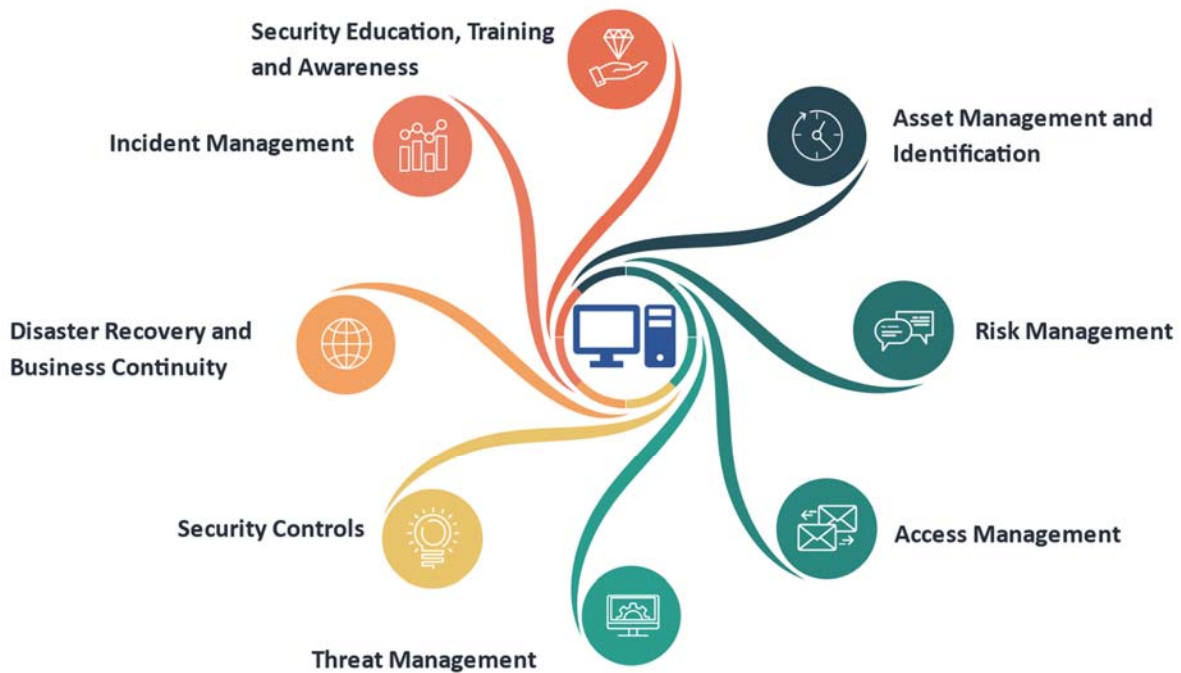 Security Education, Training
and Awareness
Asset Management and
Identification
Incident Management
Risk Management
Disaster Recovery and
Business Continuity
Security Controls
Access Management
Threat Management